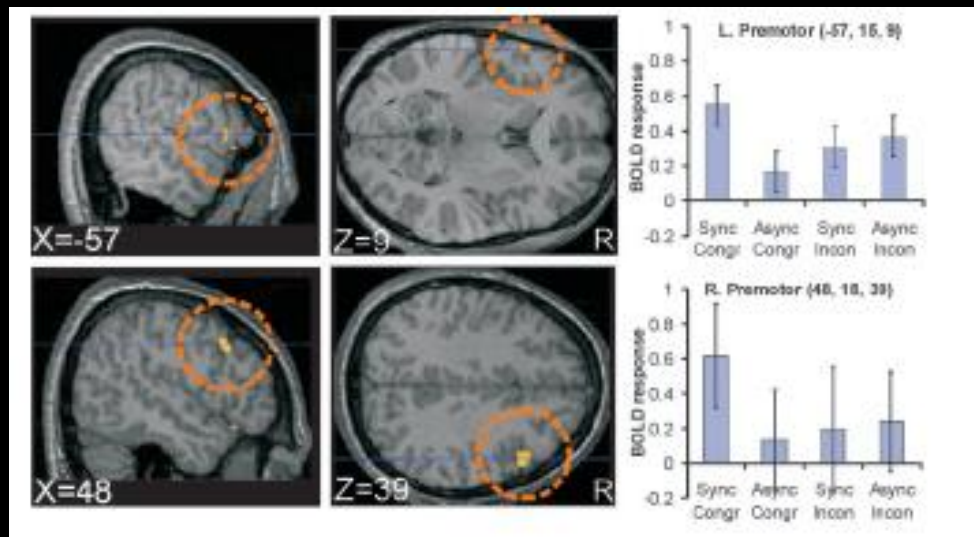 X=-57
Z=9
R
L. Premotor (-57, 15, 9)
BOLD response
1
0.8
0.6
0.4
0.2
0
-0.2
Sync Congr
Async Congr
Sync Incon
Async Incon
X=48
Z=39
R
R. Premotor (48, 18, 39)
BOLD response
1
0.8
0.6
0.4
0.2
0
-0.2
Sync Congr
Async Congr
Sync Incon
Async Incon